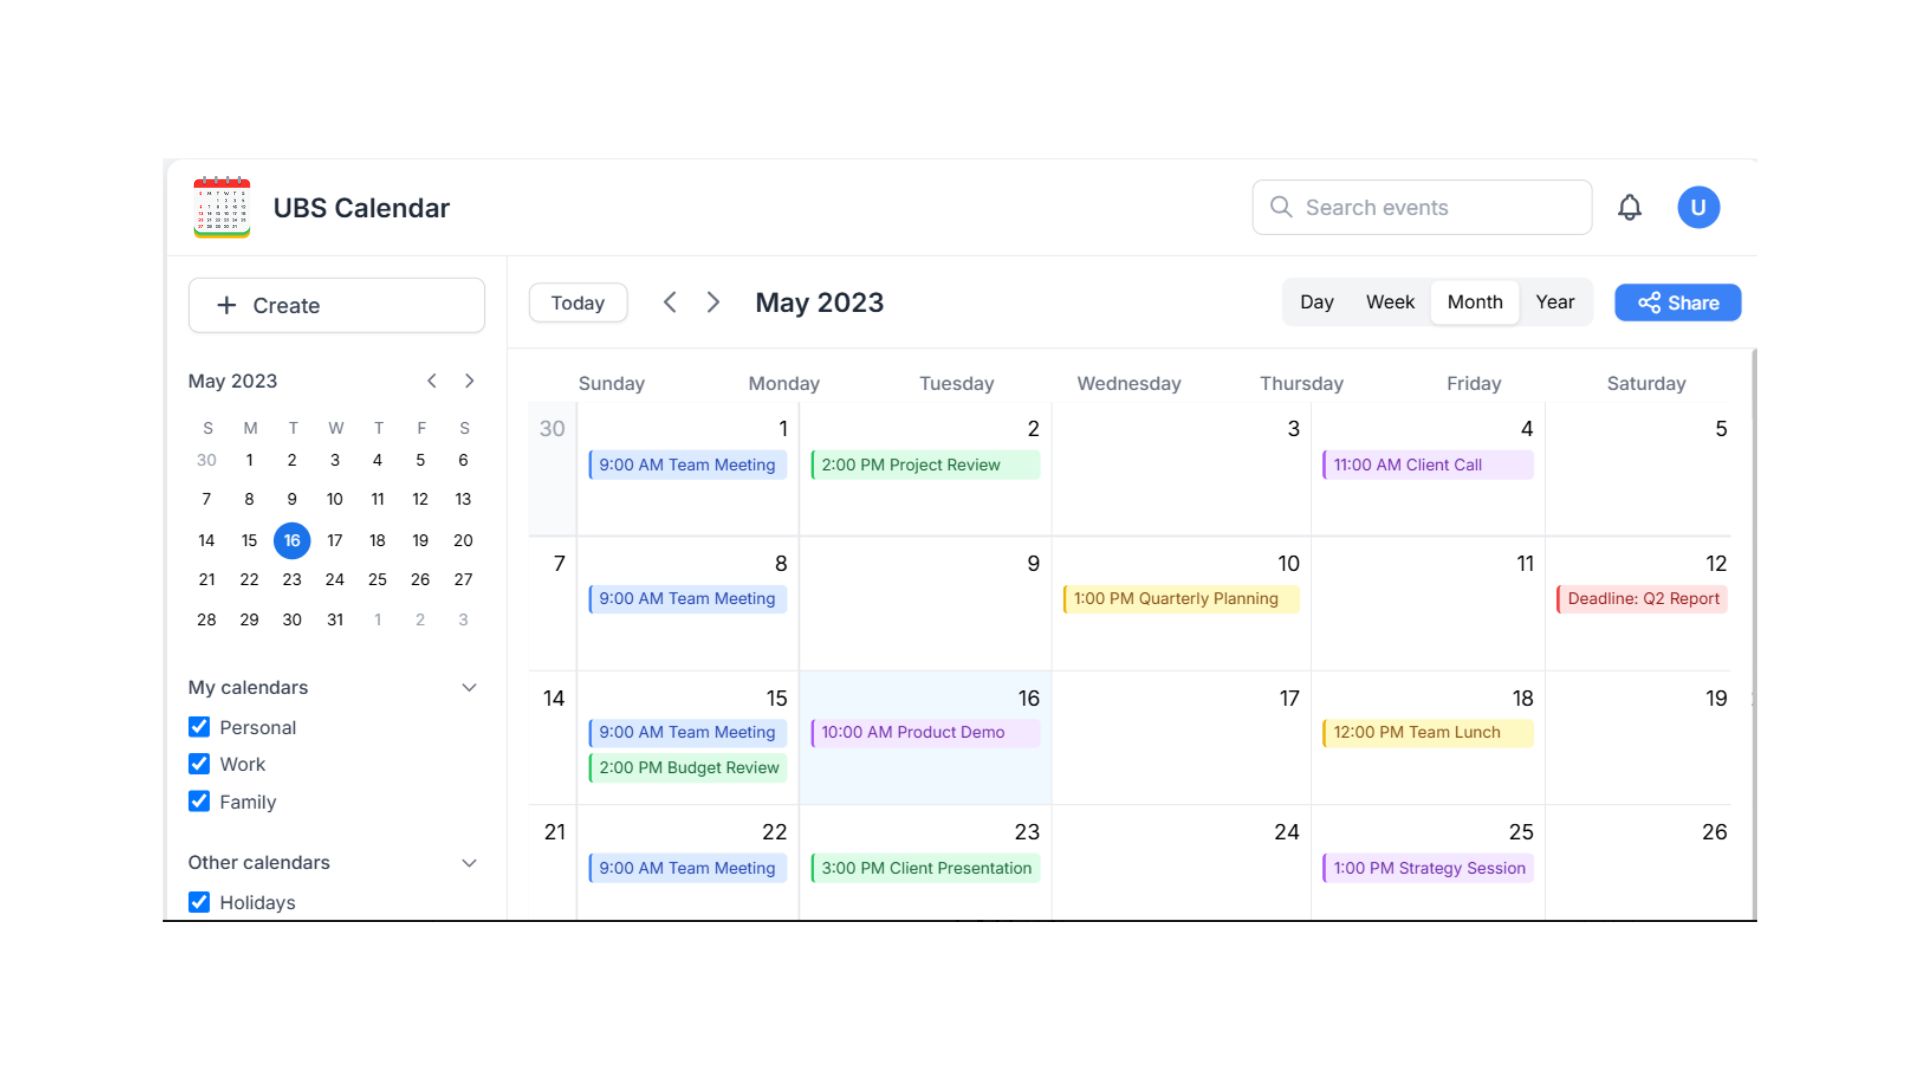 UBS Calendar
Search events
U
Create
Today
May 2023
Day Week Month Year
Share
May 2023
S M T W T F S
30 1 2 3 4 5 6
7 8 9 10 11 12 13
14 15 16 17 18 19 20
21 22 23 24 25 26 27
28 29 30 31 1 2 3
My calendars
Personal
Work
Family
Other calendars
Holidays
Sunday Monday Tuesday Wednesday Thursday Friday Saturday
30 1 2 3 4 5
9:00 AM Team Meeting 2:00 PM Project Review 11:00 AM Client Call
7 8 9 10 11 12
9:00 AM Team Meeting 1:00 PM Quarterly Planning Deadline: Q2 Report
14 15 16 17 18 19
9:00 AM Team Meeting 10:00 AM Product Demo 12:00 PM Team Lunch
2:00 PM Budget Review
21 22 23 24 25 26
9:00 AM Team Meeting 3:00 PM Client Presentation 1:00 PM Strategy Session